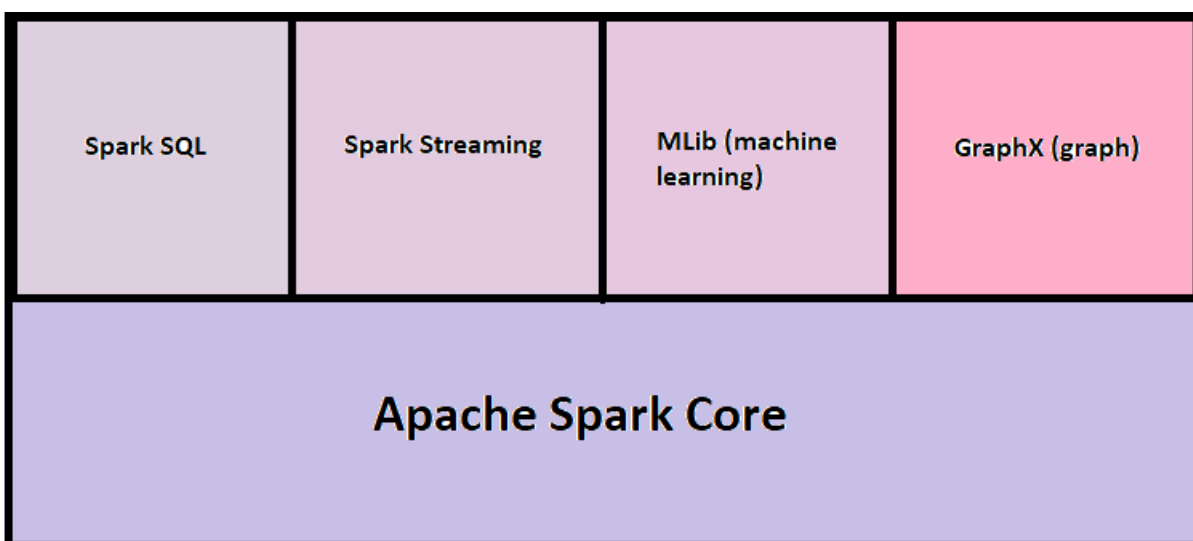 Spark SQL
Spark Streaming
MLib (machine
learning)
GraphX (graph)
Apache Spark Core